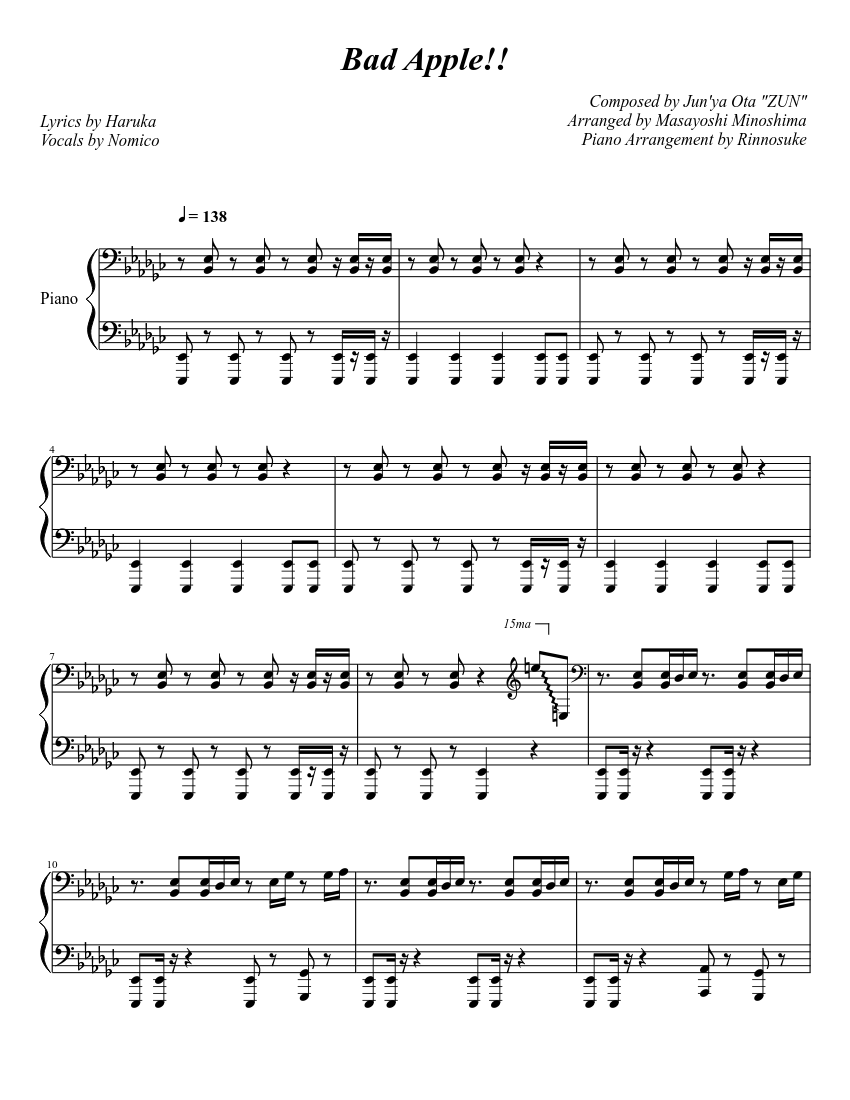 Bad Apple!!
Composed by Jun'ya Ota "ZUN"
Lyrics by Haruka
Arranged by Masayoshi Minoshima
Vocals by Nomico
Piano Arrangement by Rinnosuke
= 138
Piano
4
15ma
7
10